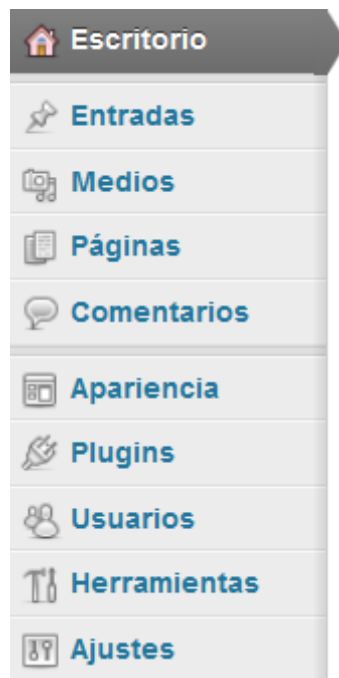 Escritorio
Entradas
Medios
Páginas
Comentarios
Apariencia
Plugins
Usuarios
Herramientas
Ajustes